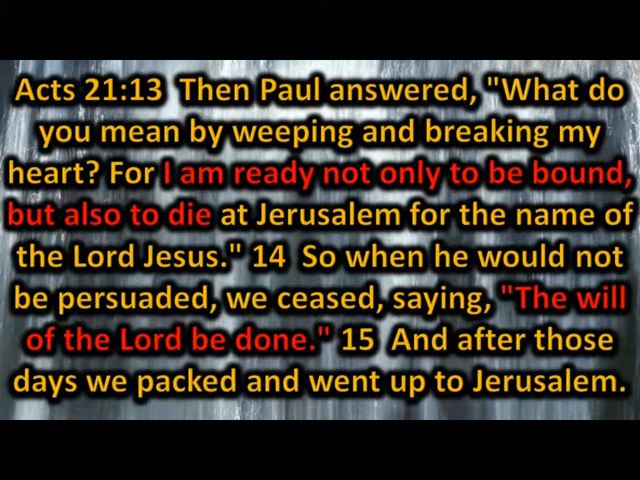 Acts 21:13  Then Paul answered, "What do
you mean by weeping and breaking my
heart? For I am ready not only to be bound,
but also to die at Jerusalem for the name of
the Lord Jesus." 14  So when he would not
be persuaded, we ceased, saying, "The will
of the Lord be done." 15  And after those
days we packed and went up to Jerusalem.